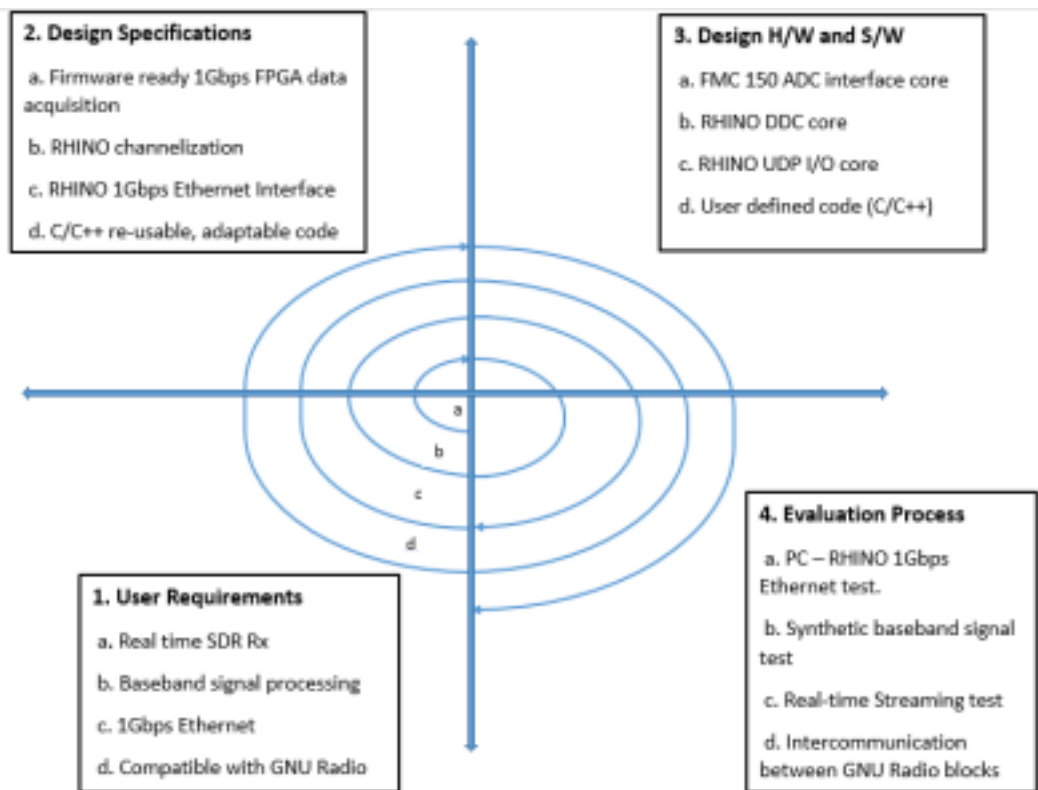 2. Design Specifications
a. Firmware ready 1Gbps FPGA data
acquisition
b. RHINO channelization
c. RHINO 1Gbps Ethernet Interface
d. C/C++ re-usable, adaptable code
3. Design H/W and S/W
a. FMC 150 ADC interface core
b. RHINO DDC core
c. RHINO UDP I/O core
d. User defined code (C/C++)
a
b
c
d
1. User Requirements
a. Real time SDR Rx
b. Baseband signal processing
c. 1Gbps Ethernet
d. Compatible with GNU Radio
4. Evaluation Process
a. PC – RHINO 1Gbps
Ethernet test.
b. Synthetic baseband signal
test
c. Real-time Streaming test
d. Intercommunication
between GNU Radio blocks